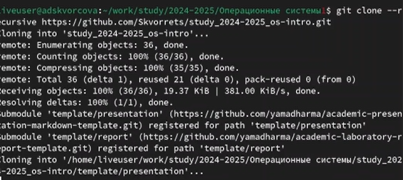 liveuser@adskvorcova:~/work/study/2024-2025/Операционные системы$ git clone --r
ecursive https://github.com/Skvorrets/study_2024-2025_os-intro.git
Cloning into 'study_2024-2025_os-intro'...
remote: Enumerating objects: 36, done.
remote: Counting objects: 100% (36/36), done.
remote: Compressing objects: 100% (35/35), done.
remote: Total 36 (delta 1), reused 21 (delta 0), pack-reused 0 (from 0)
Receiving objects: 100% (36/36), 19.37 KiB | 381.00 KiB/s, done.
Resolving deltas: 100% (1/1), done.
Submodule 'template/presentation' (https://github.com/yamadharma/academic-presen
tation-markdown-template.git) registered for path 'template/presentation'
Submodule 'template/report' (https://github.com/yamadharma/academic-laboratory-r
eport-template.git) registered for path 'template/report'
Cloning into '/home/liveuser/work/study/2024-2025/Операционные системы/study_202
4-2025_os-intro/template/presentation'...